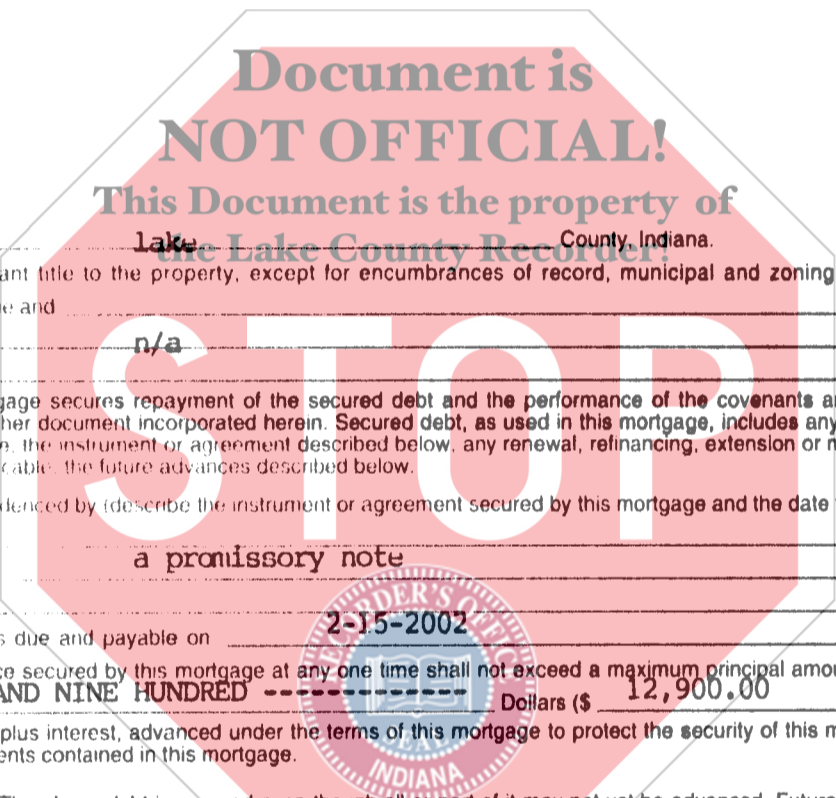 Document is
NOT OFFICIAL!
This Document is the property of
the Lake County Recorder!
lake County, Indiana.
ant title to the property, except for encumbrances of record, municipal and zoning
e and
n/a
STOP
gage secures repayment of the secured debt and the performance of the covenants a
her document incorporated herein. Secured debt, as used in this mortgage, includes any
e, the instrument or agreement described below, any renewal, refinancing, extension or
cable, the future advances described below.
denced by (describe the instrument or agreement secured by this mortgage and the date
a promissory note
s due and payable on 2-15-2002
ce secured by this mortgage at any one time shall not exceed a maximum principal amou
AND NINE HUNDRED -------------- Dollars ($ 12,900.00
plus interest, advanced under the terms of this mortgage to protect the security of this m
ents contained in this mortgage.
RECORDER'S OFFICE
SEAL
INDIANA